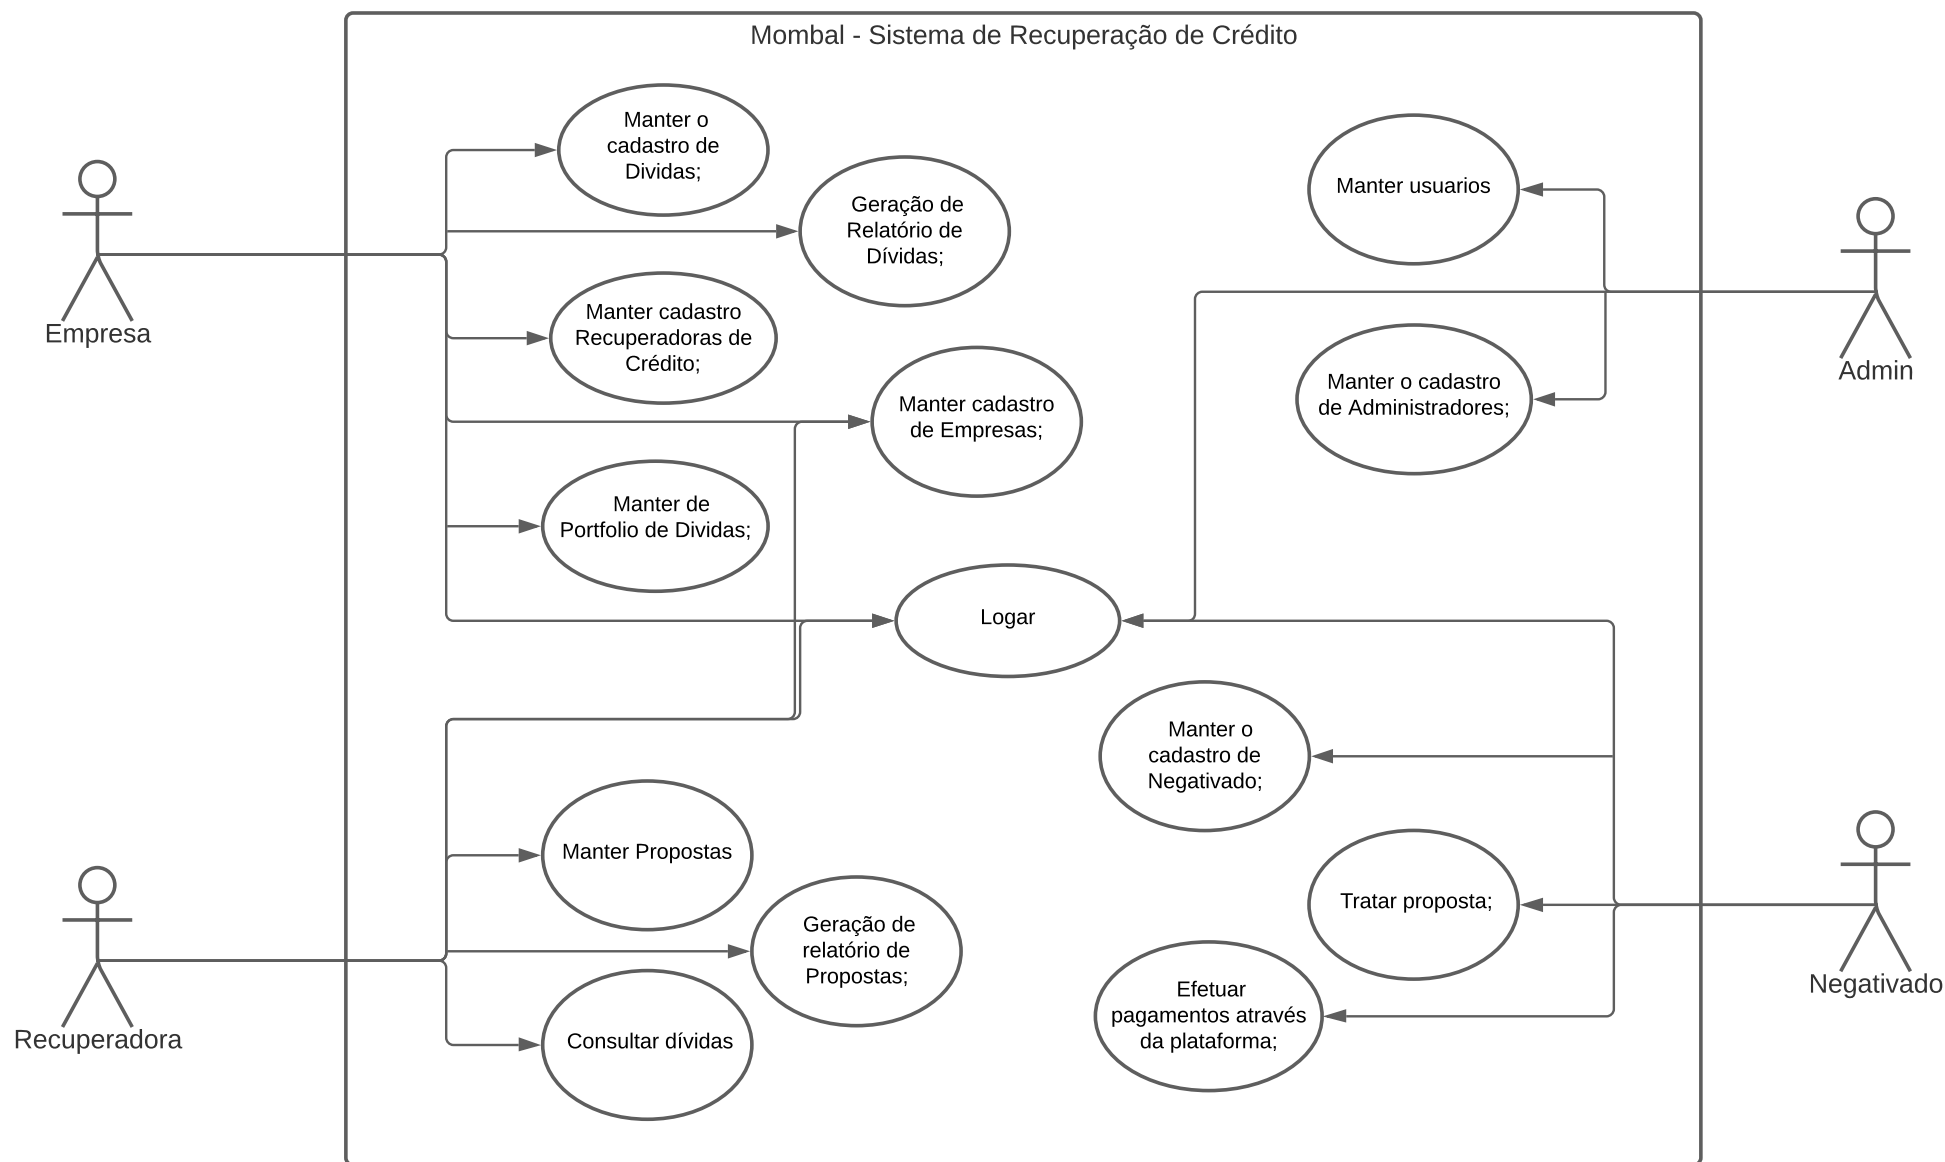 Mombal - Sistema de Recuperação de Crédito
Manter o
cadastro de
Dividas;
Geração de
Relatório de
Dívidas;
Manter usuarios
Empresa
Manter cadastro
Recuperadoras de
Crédito;
Admin
Manter o cadastro
de Administradores;
Manter cadastro
de Empresas;
Manter de
Portfolio de Dividas;
Logar
Manter o
cadastro de
Negativado;
Manter Propostas
Tratar proposta;
Geração de
relatório de
Propostas;
Negativado
Efetuar
pagamentos através
da plataforma;
Recuperadora
Consultar dívidas